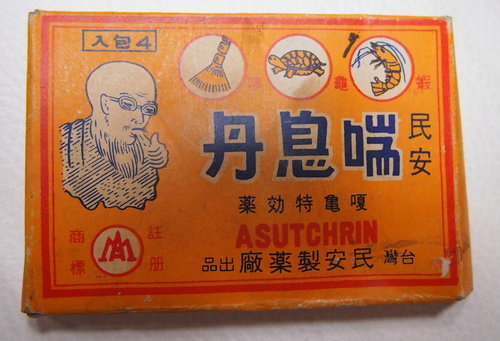 4包入
蝦 龜
民安
喘息丹
嗄龜特効薬
ASUTCHRIN
台灣民安製薬廠出品
註册
商標